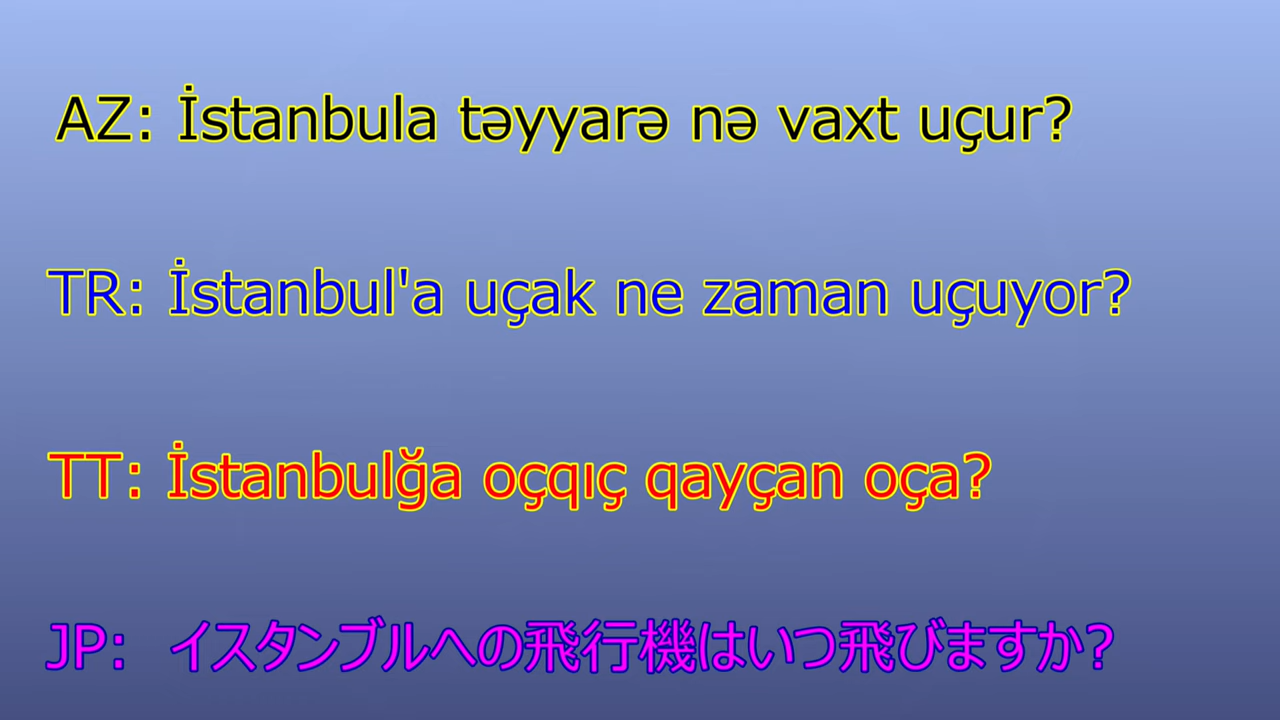 AZ: İstanbula təyyarə nə vaxt uçur?
TR: İstanbul'a uçak ne zaman uçuyor?
TT: İstanbulğa oçqıç qayçan oça?
JP: イスタンブルへの飛行機はいつ飛びますか?